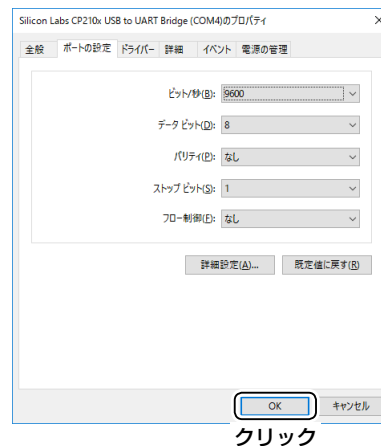 Silicon Labs CP210x USB to UART Bridge (COM4)のプロパティ
全般 ポートの設定 ドライバー 詳細 イベント 電源の管理
ビット/秒(B): 9600
データ ビット(D): 8
パリティ(P): なし
ストップ ビット(S): 1
フロー制御(F): なし
詳細設定(A)... 既定値に戻す(R)
OK キャンセル
クリック